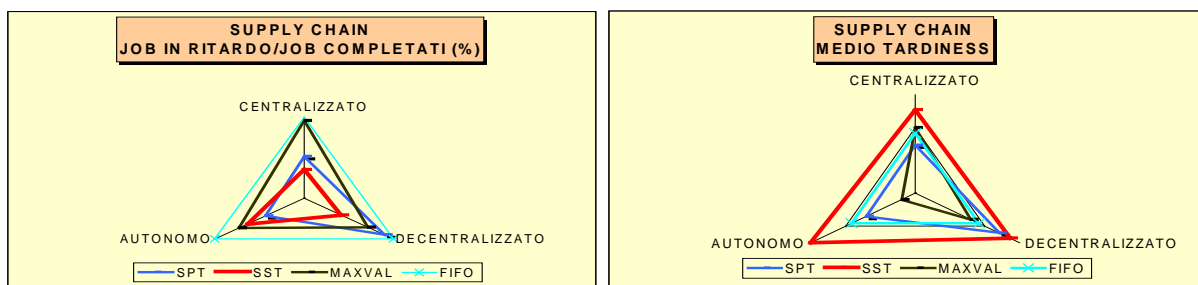 SUPPLY CHAIN
JOB IN RITARDO/JOB COMPLETATI (%)
CENTRALIZZATO
AUTONOMO
DECENTRALIZZATO
SPT SST MAXVAL FIFO
SUPPLY CHAIN
MEDIO TARDINESS
CENTRALIZZATO
AUTONOMO
DECENTRALIZZATO
SPT SST MAXVAL FIFO